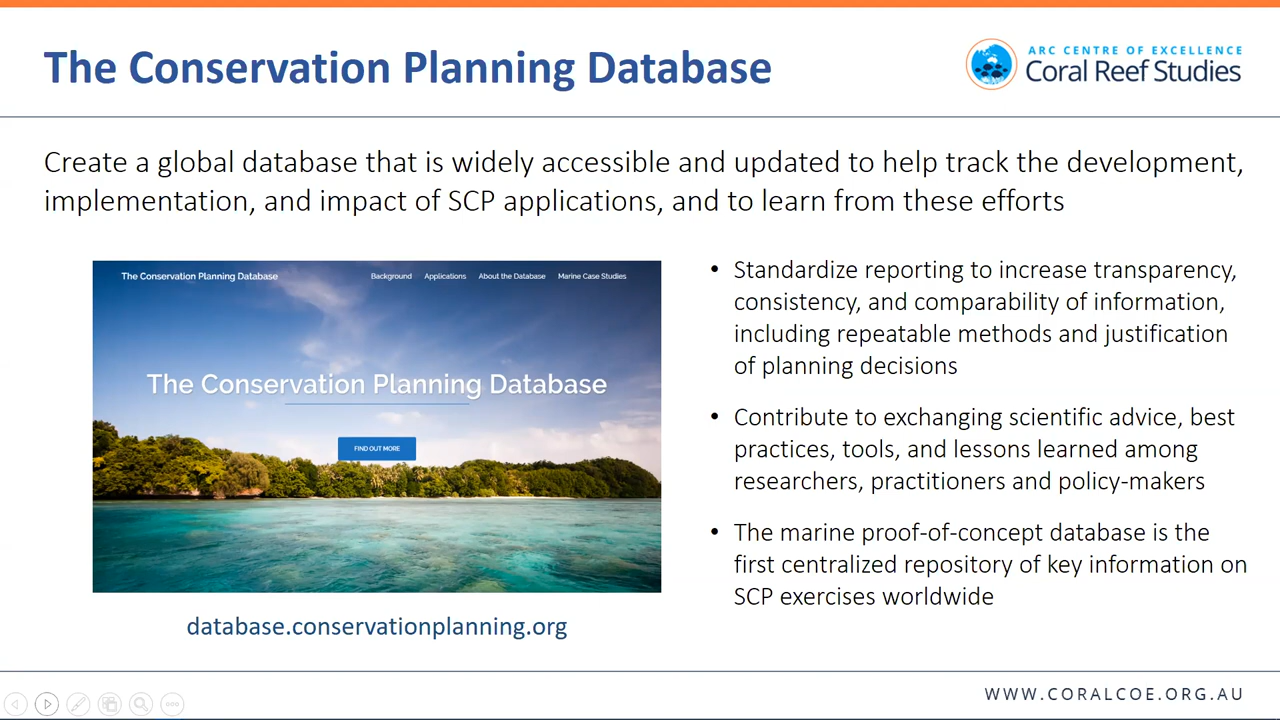 The Conservation Planning Database
ARC CENTRE OF EXCELLENCE
Coral Reef Studies
Create a global database that is widely accessible and updated to help track the development,
implementation, and impact of SCP applications, and to learn from these efforts
The Conservation Planning Database
Background Applications About the Database Marine Case Studies
The Conservation Planning Database
FIND OUT MORE
database.conservationplanning.org
• Standardize reporting to increase transparency,
consistency, and comparability of information,
including repeatable methods and justification
of planning decisions
• Contribute to exchanging scientific advice, best
practices, tools, and lessons learned among
researchers, practitioners and policy-makers
• The marine proof-of-concept database is the
first centralized repository of key information on
SCP exercises worldwide
WWW.CORALCOE.ORG.AU